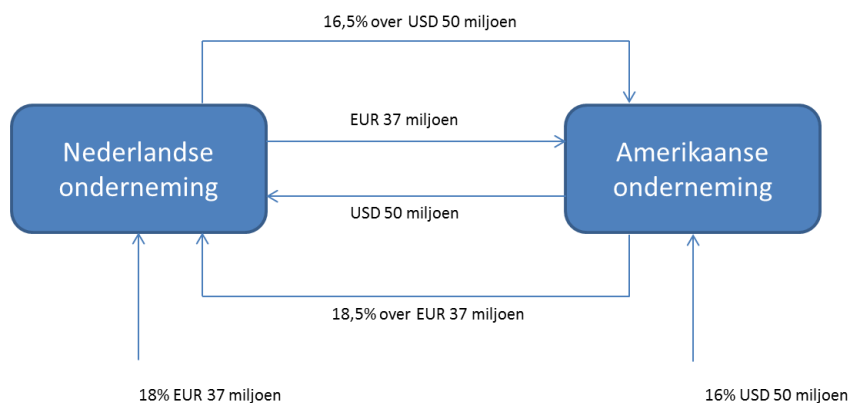 16,5% over USD 50 miljoen
EUR 37 miljoen
Nederlandse
onderneming
Amerikaanse
onderneming
USD 50 miljoen
18,5% over EUR 37 miljoen
18% EUR 37 miljoen
16% USD 50 miljoen